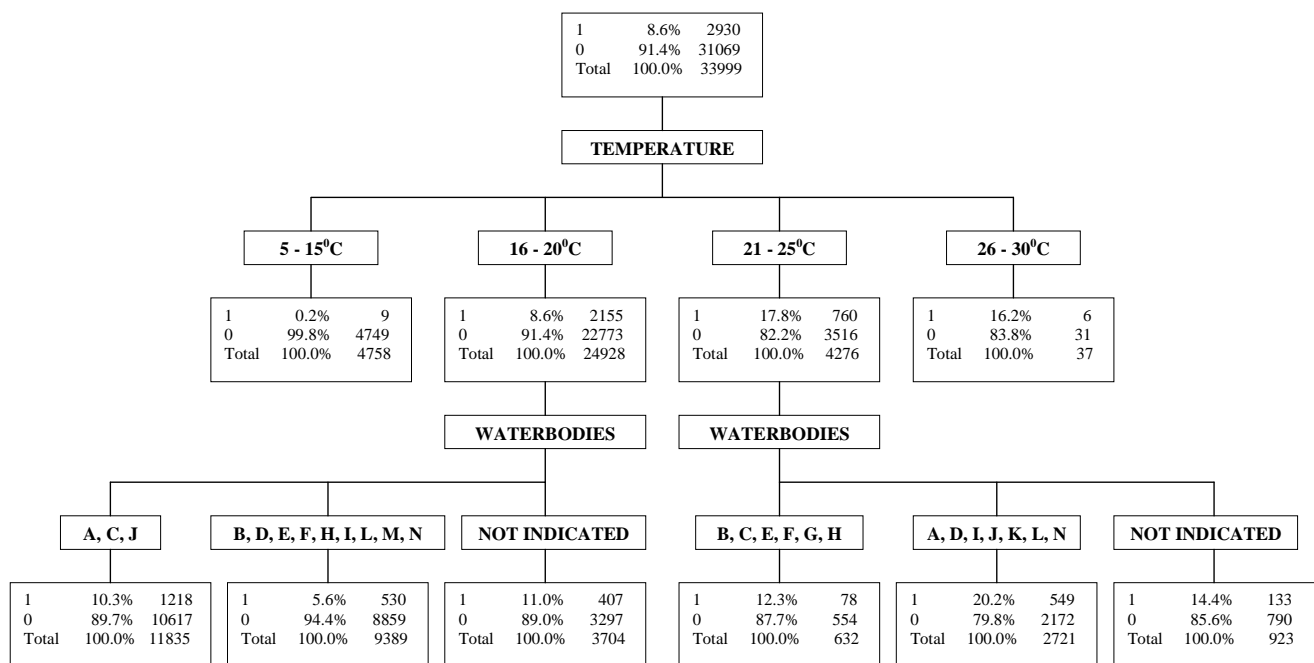 1 8.6% 2930
0 91.4% 31069
Total 100.0% 33999
TEMPERATURE
5 - 15⁰C
16 - 20⁰C
21 - 25⁰C
26 - 30⁰C
1 0.2% 9
0 99.8% 4749
Total 100.0% 4758
1 8.6% 2155
0 91.4% 22773
Total 100.0% 24928
1 17.8% 760
0 82.2% 3516
Total 100.0% 4276
1 16.2% 6
0 83.8% 31
Total 100.0% 37
WATERBODIES
WATERBODIES
A, C, J
B, D, E, F, H, I, L, M, N
NOT INDICATED
B, C, E, F, G, H
A, D, I, J, K, L, N
NOT INDICATED
1 10.3% 1218
0 89.7% 10617
Total 100.0% 11835
1 5.6% 530
0 94.4% 8859
Total 100.0% 9389
1 11.0% 407
0 89.0% 3297
Total 100.0% 3704
1 12.3% 78
0 87.7% 554
Total 100.0% 632
1 20.2% 549
0 79.8% 2172
Total 100.0% 2721
1 14.4% 133
0 85.6% 790
Total 100.0% 923